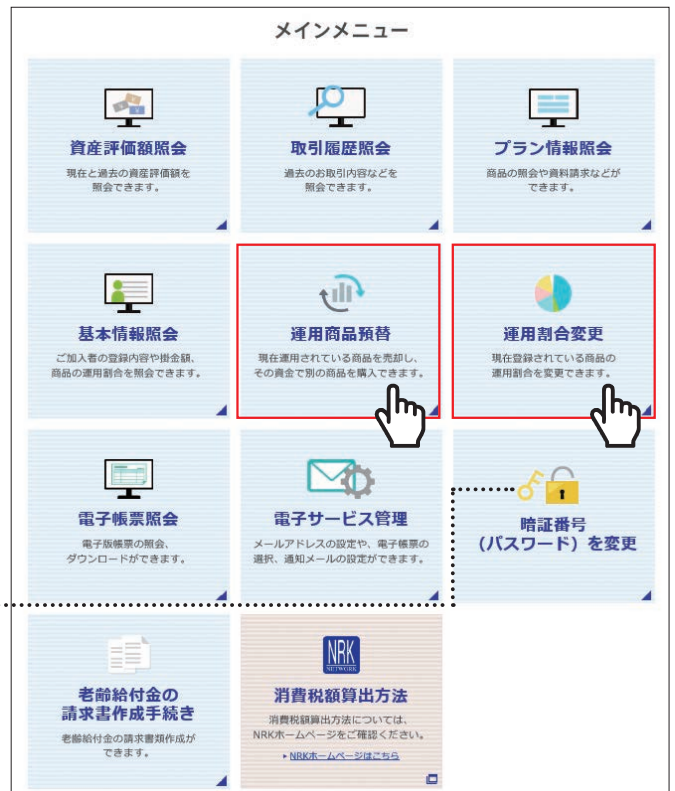 メインメニュー
資産評価額照会
現在と過去の資産評価額を
照会できます。
取引履歴照会
過去のお取引内容などを
照会できます。
プラン情報照会
商品の照会や資料請求などが
できます。
基本情報照会
ご加入者の登録内容や掛金額、
商品の運用割合を照会できます。
運用商品預替
現在運用されている商品を売却し、
その資金で別の商品を購入できます。
運用割合変更
現在登録されている商品の
運用割合を変更できます。
電子帳票照会
電子版帳票の照会、
ダウンロードができます。
電子サービス管理
メールアドレスの設定や、電子帳票の
選択、通知メールの設定ができます。
暗証番号
（パスワード）を変更
老齢給付金の
請求書作成手続き
老齢給付金の請求書類作成が
できます。
NRK
NETWORK
消費税額算出方法
消費税額算出方法については、
NRKホームページをご確認ください。
NRKホームページはこちら